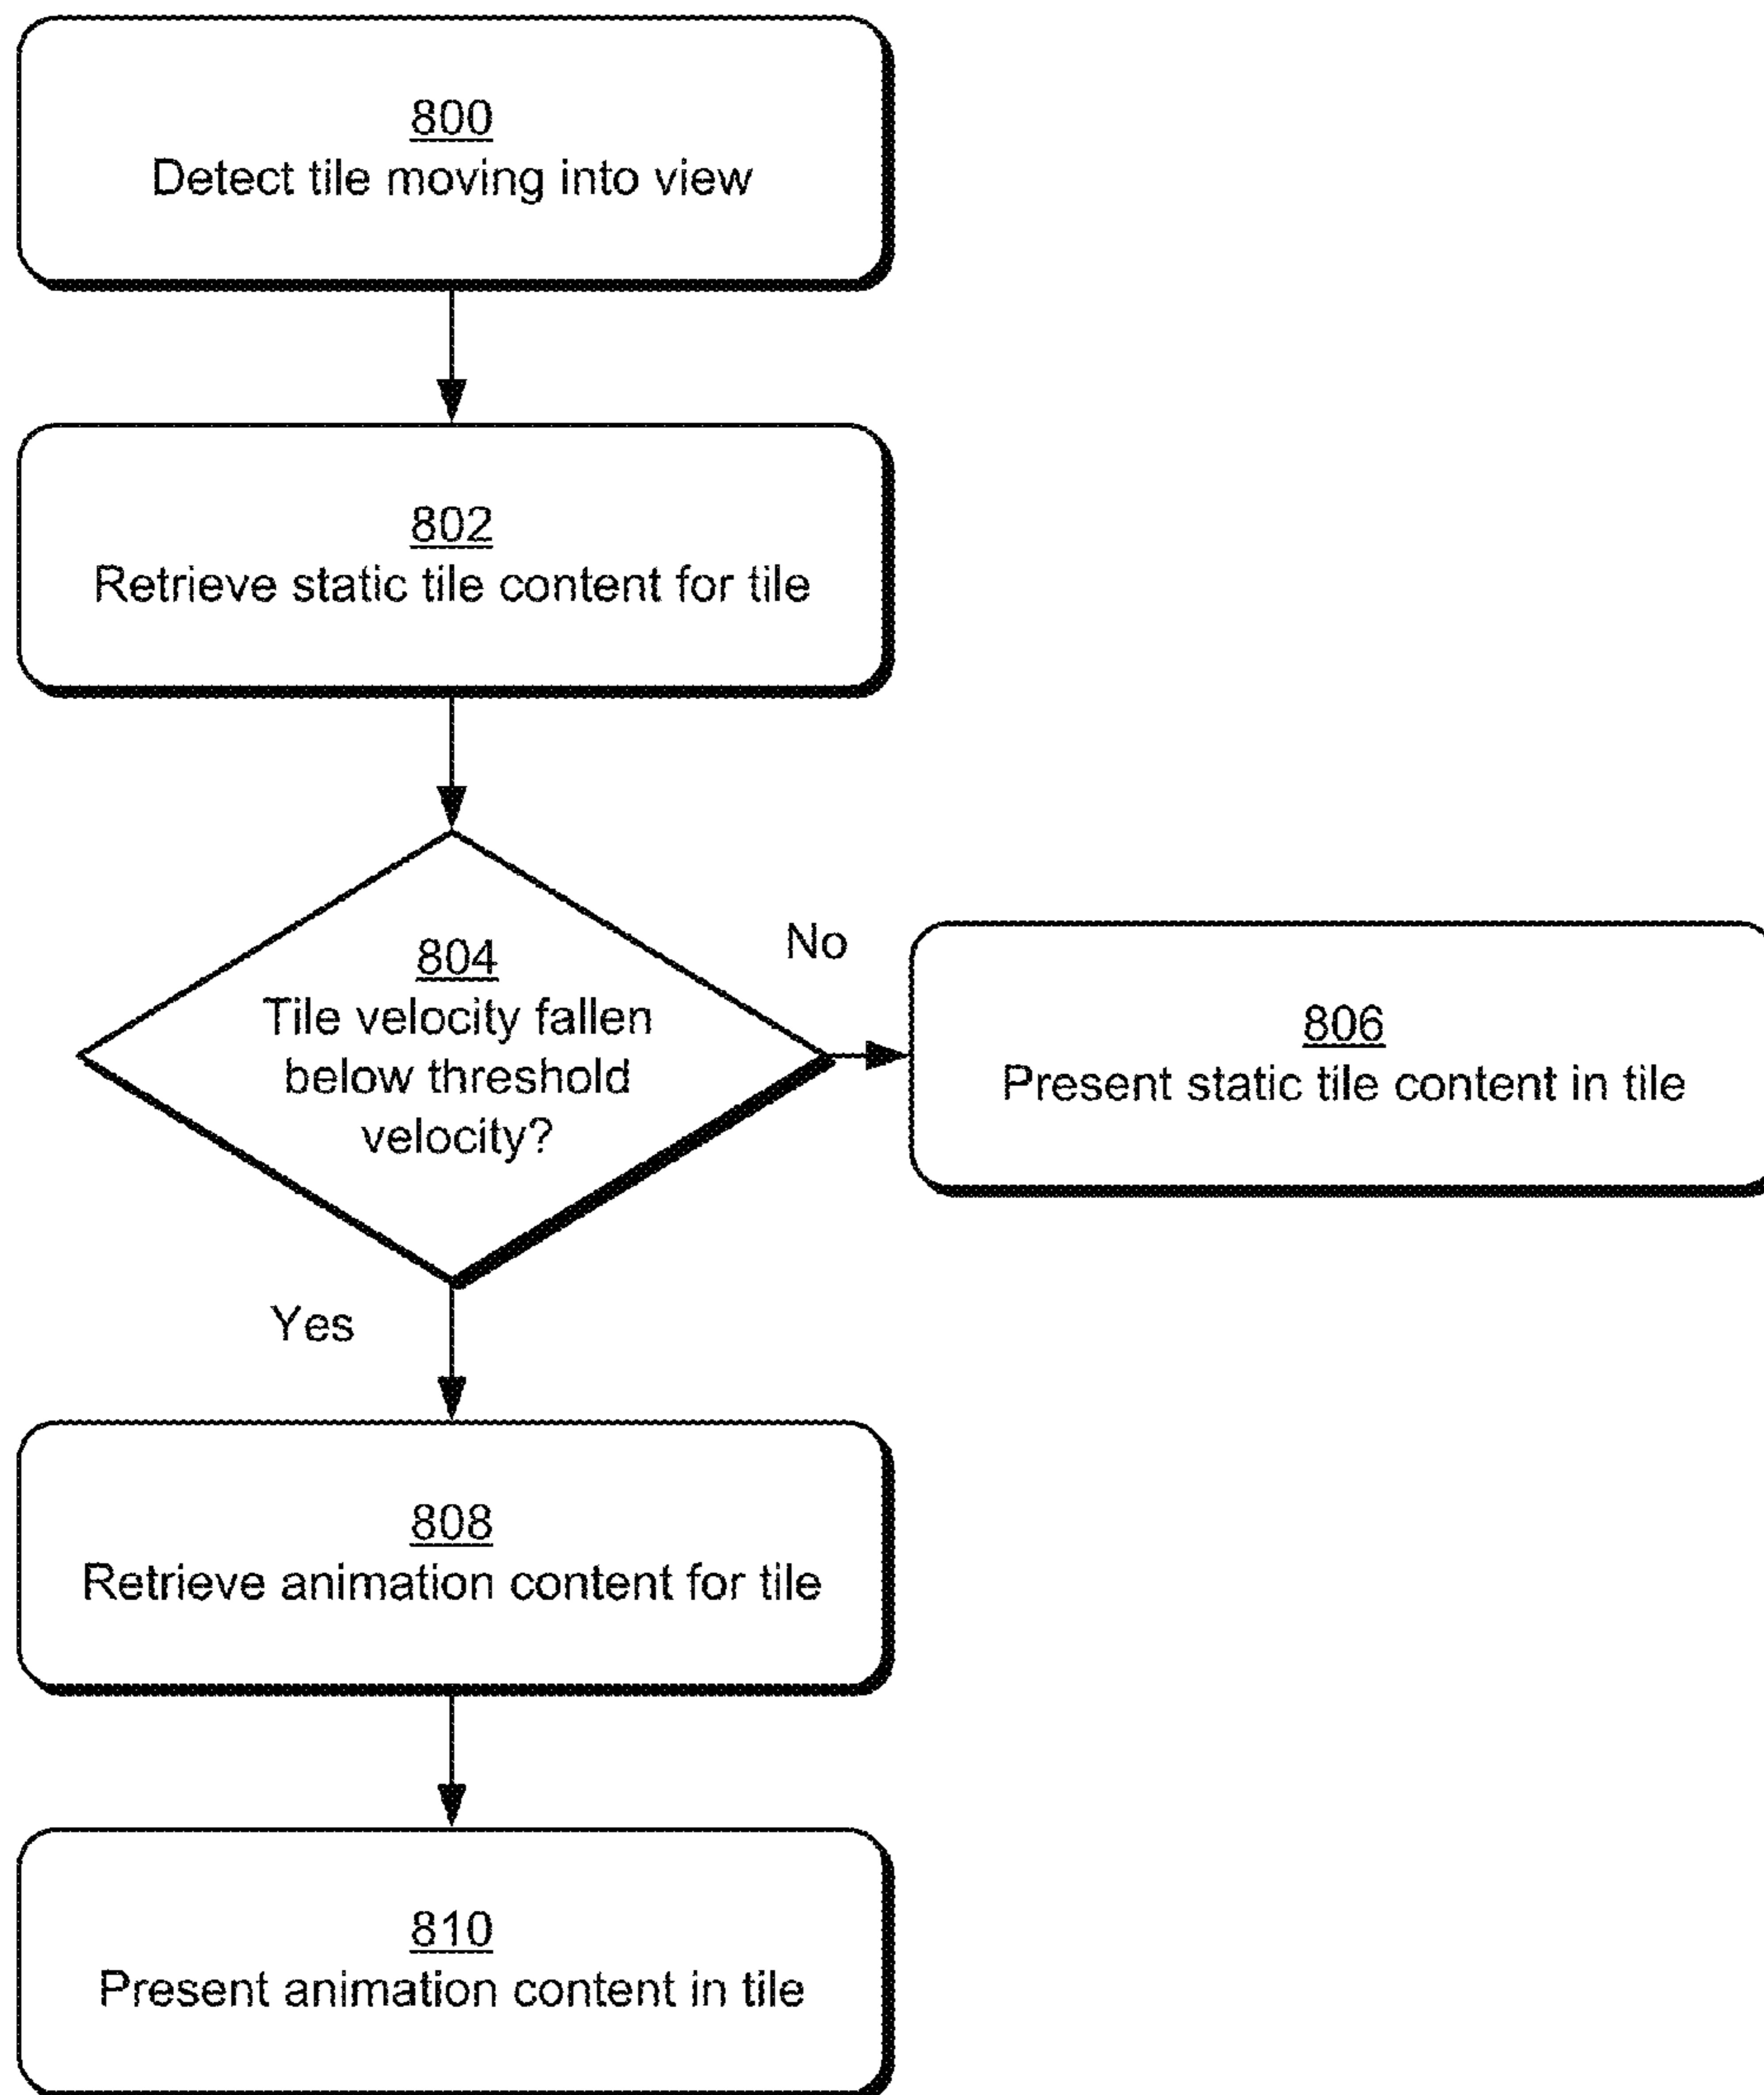 800
Detect tile moving into view
802
Retrieve static tile content for tile
804
Tile velocity fallen
below threshold
velocity?
No
806
Present static tile content in tile
Yes
808
Retrieve animation content for tile
810
Present animation content in tile